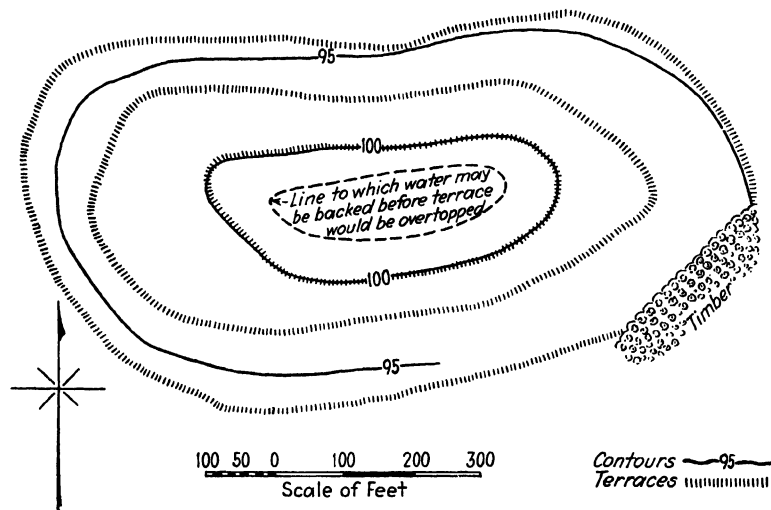 95
100
Line to which water may
be backed before terrace
would be overtopped
100
95
Timber
100 50 0 100 200 300
Scale of Feet
Contours 95
Terraces